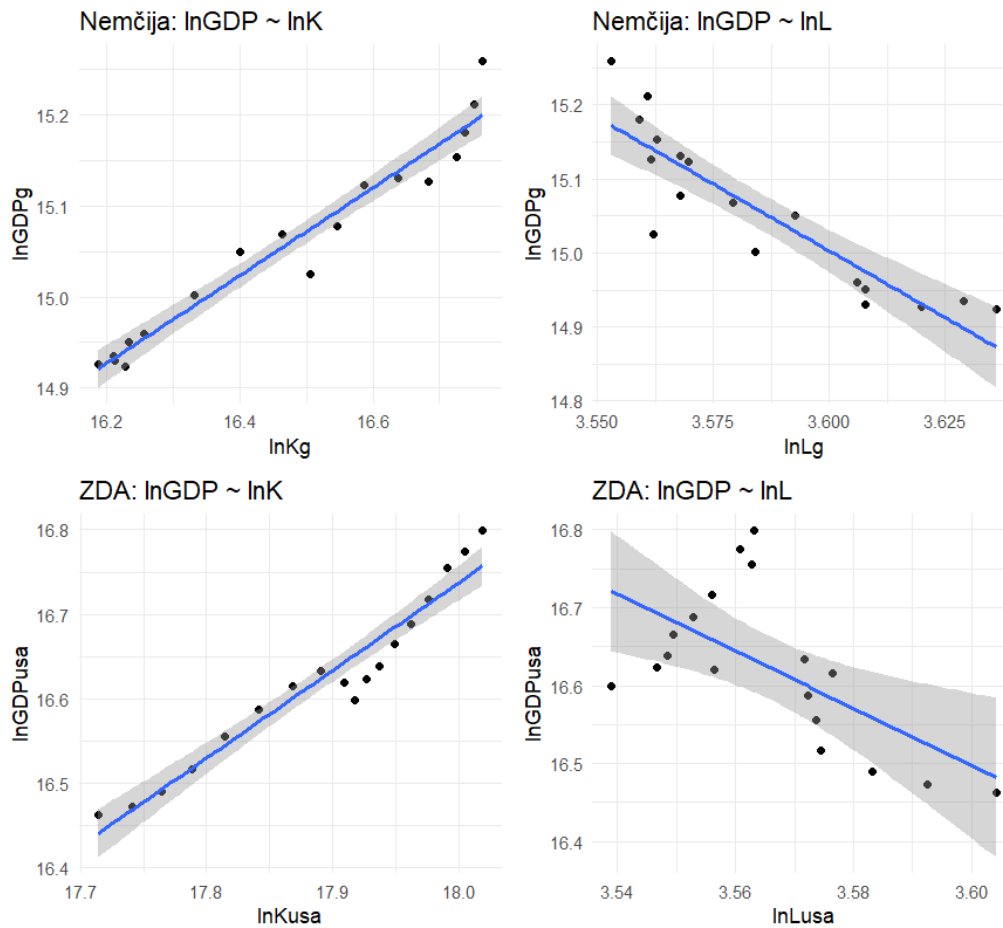 Nemčija: lnGDP ~ lnK
lnGDPg
15.2
15.1
15.0
14.9
16.2 16.4 16.6
lnKg
Nemčija: lnGDP ~ lnL
lnGDPg
15.2
15.1
15.0
14.9
14.8
3.550 3.575 3.600 3.625
lnLg
ZDA: lnGDP ~ lnK
lnGDPusa
16.8
16.7
16.6
16.5
16.4
17.7 17.8 17.9 18.0
lnKusa
ZDA: lnGDP ~ lnL
lnGDPusa
16.8
16.7
16.6
16.5
16.4
3.54 3.56 3.58 3.60
lnLusa